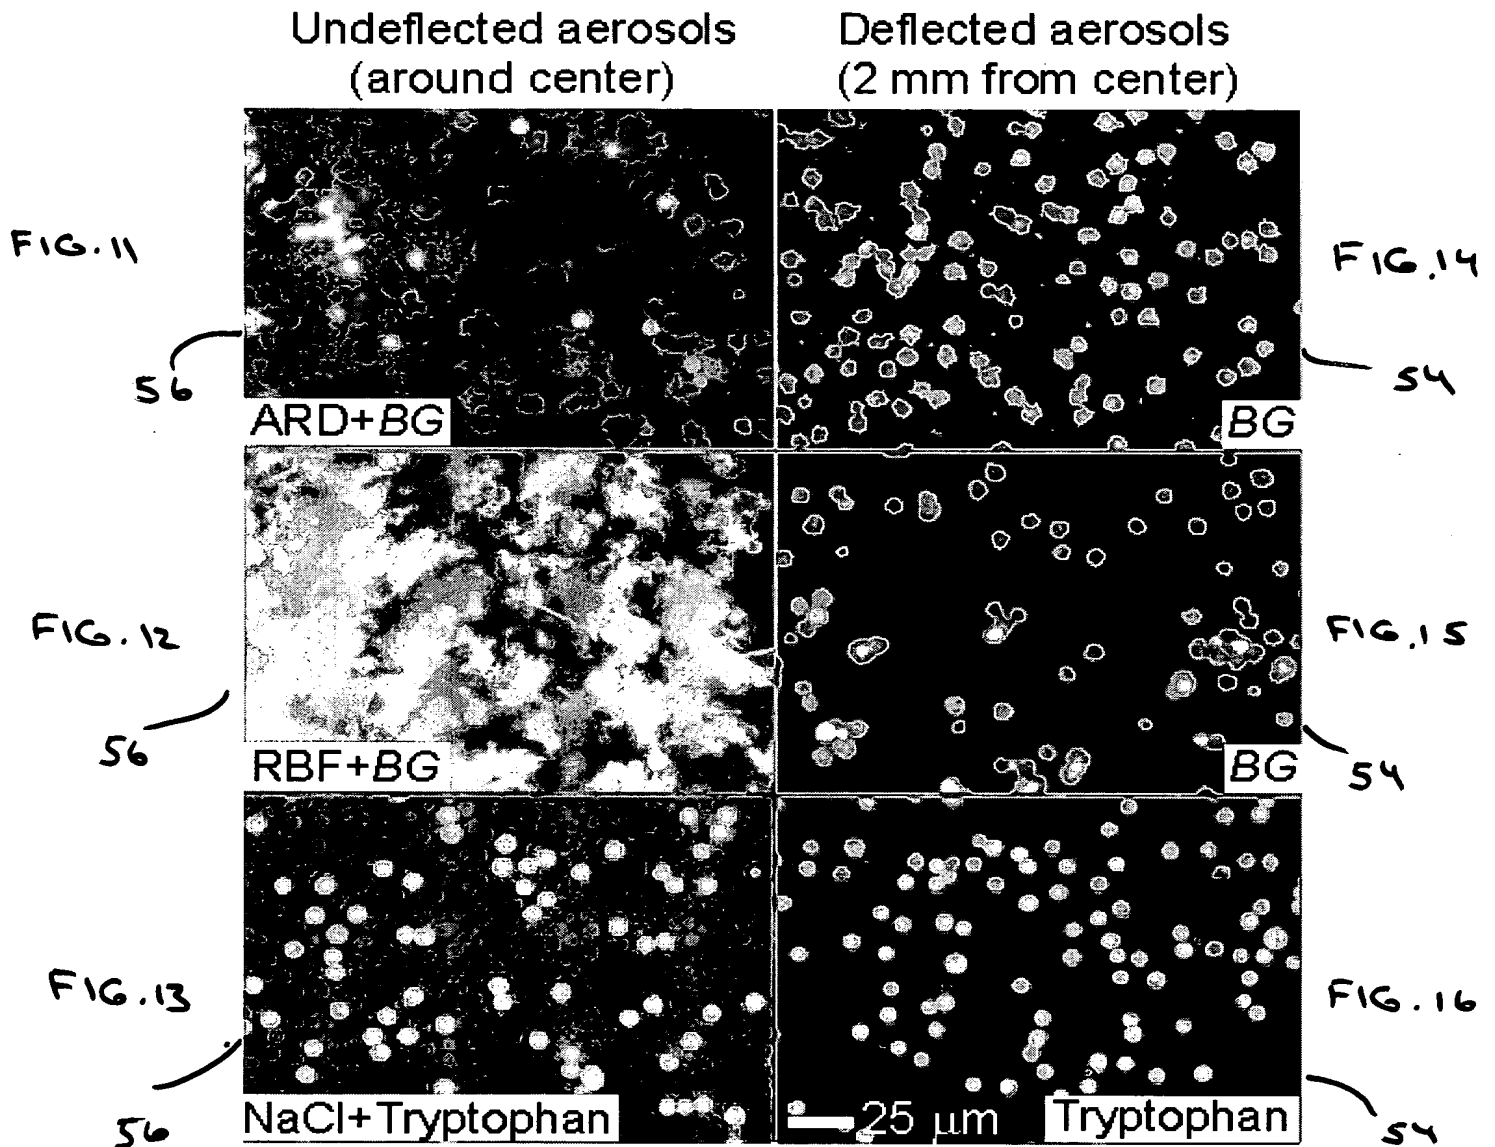 Undeflected aerosols
(around center)
Deflected aerosols
(2 mm from center)
FIG.11
56
ARD+BG
BG
FIG.14
54
FIG.12
56
RBF+BG
BG
FIG.15
54
FIG.13
56
NaCl+Tryptophan
25 µm
Tryptophan
FIG.16
54